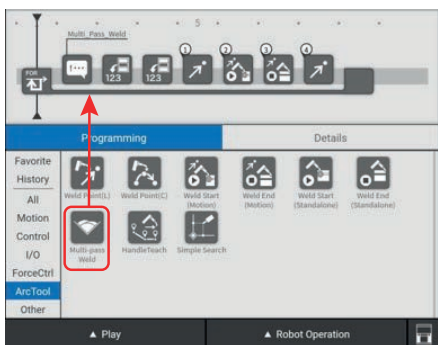 5
Multi_Pass_Weld
1
2
3
4
FOR
123
123
Programming
Details
Favorite
History
All
Motion
Control
I/O
ForceCtrl
ArcTool
Other
Weld Point(L)
Weld Point(C)
Weld Start
(Motion)
Weld End
(Motion)
Weld Start
(Standalone)
Weld End
(Standalone)
Multi-pass
Weld
HandleTeach
Simple Search
▲ Play
▲ Robot Operation